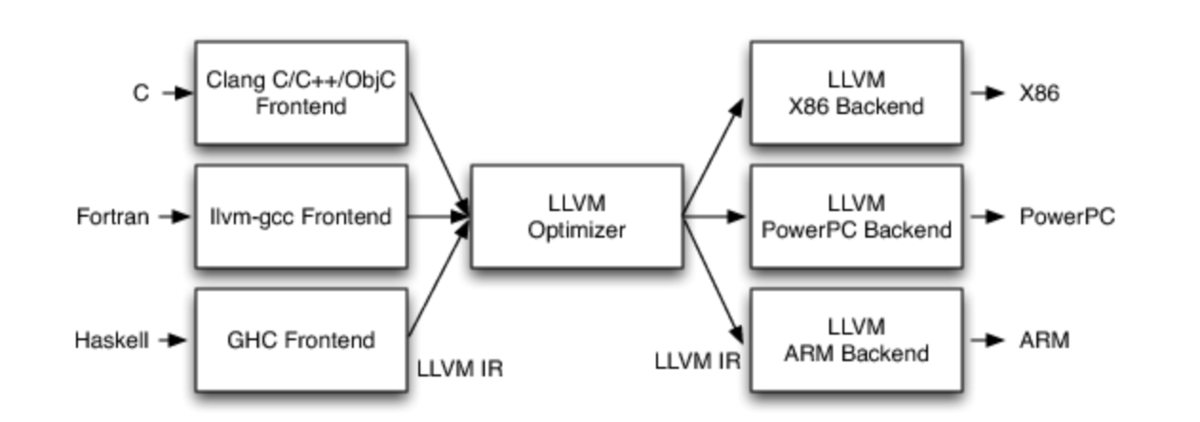 C
Clang C/C++/ObjC
Frontend
LLVM
X86 Backend
X86
Fortran
llvm-gcc Frontend
LLVM
Optimizer
LLVM
PowerPC Backend
PowerPC
Haskell
GHC Frontend
LLVM IR
LLVM IR
LLVM
ARM Backend
ARM